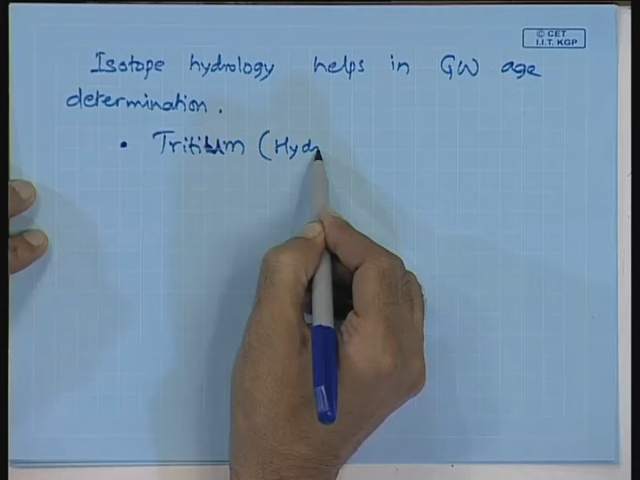 © CET
I.I.T. KGP
Isotope hydrology helps in GW age
determination.
• Tritium (Hyd